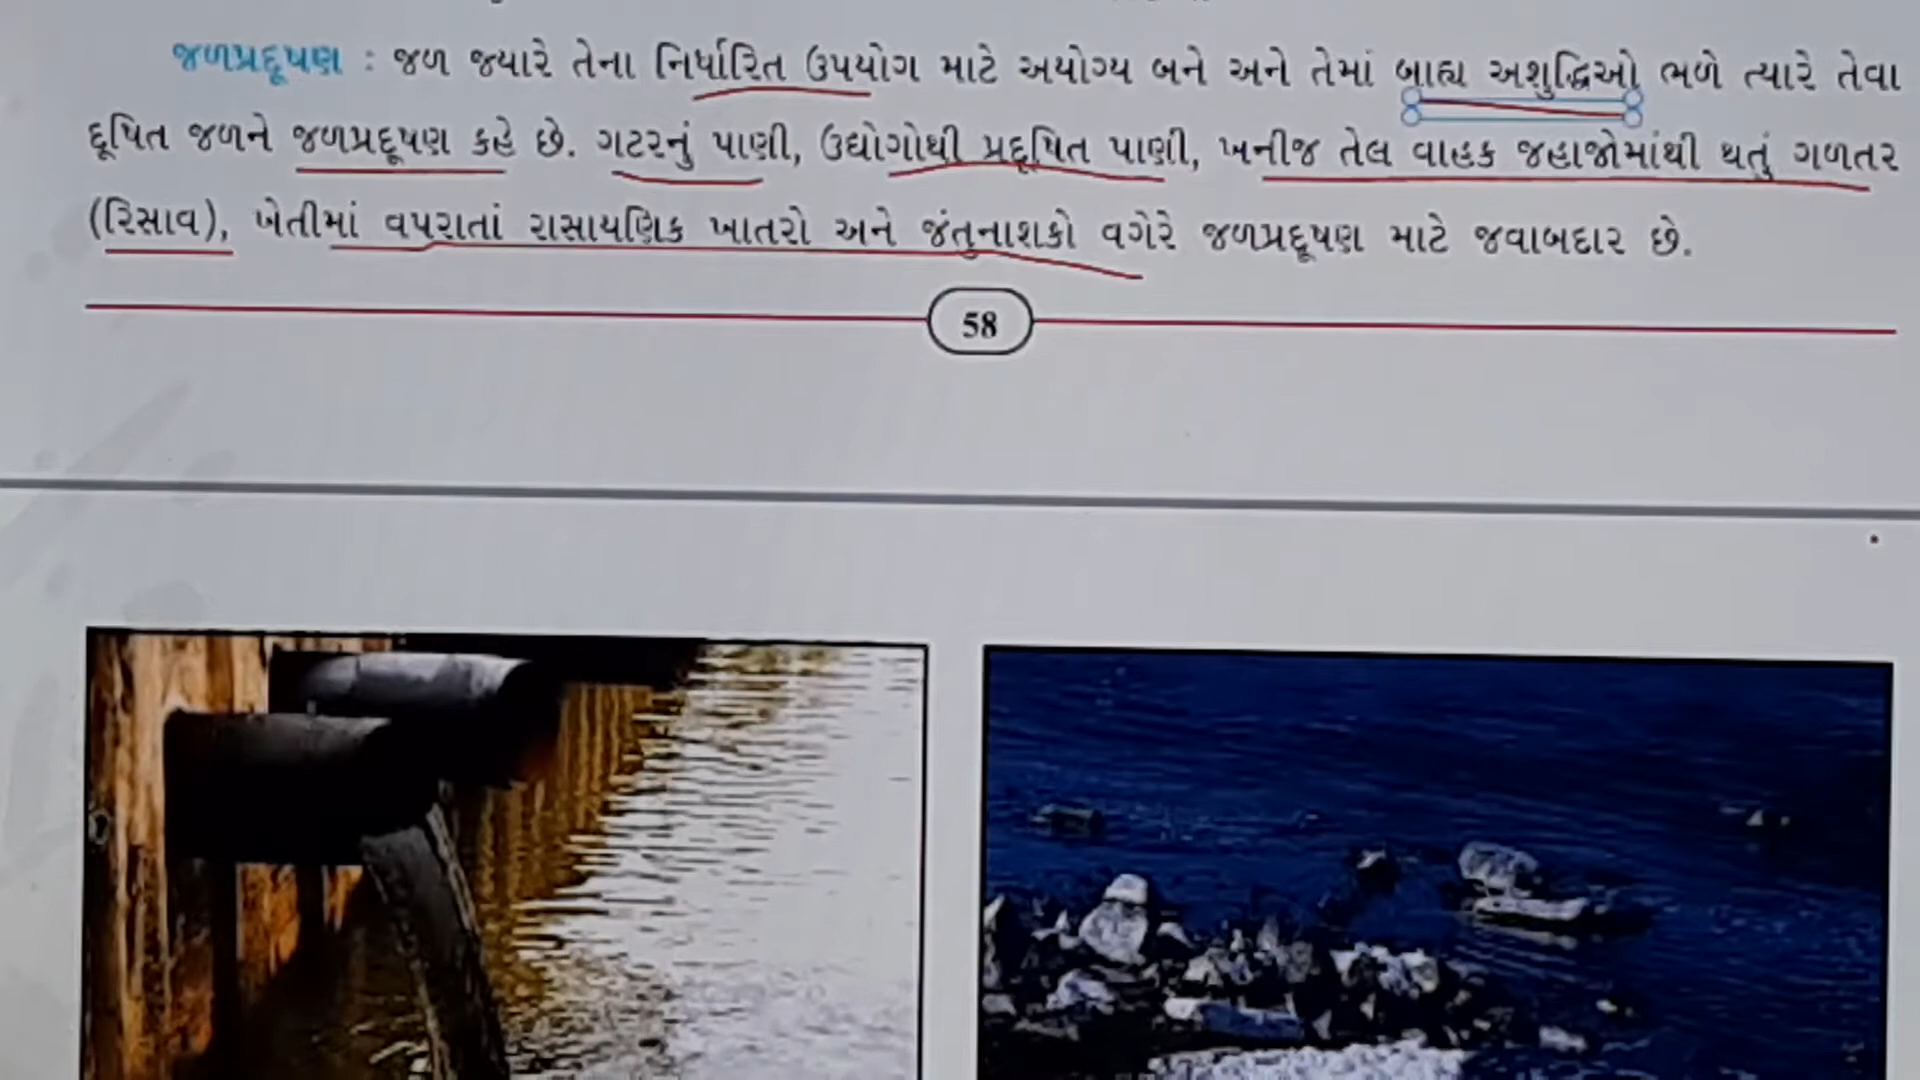 જળપ્રદૂષણ : જળ જ્યારે તેના નિર્ધારિત ઉપયોગ માટે અયોગ્ય બને અને તેમાં બાહ્ય અશુદ્ધિઓ ભળે ત્યારે તેવા
દૂષિત જળને જળપ્રદૂષણ કહે છે. ગટરનું પાણી, ઉદ્યોગોથી પ્રદૂષિત પાણી, ખનીજ તેલ વાહક જહાજોમાંથી થતું ગળતર
(રિસાવ), ખેતીમાં વપરાતાં રાસાયણિક ખાતરો અને જંતુનાશકો વગેરે જળપ્રદૂષણ માટે જવાબદાર છે.
58